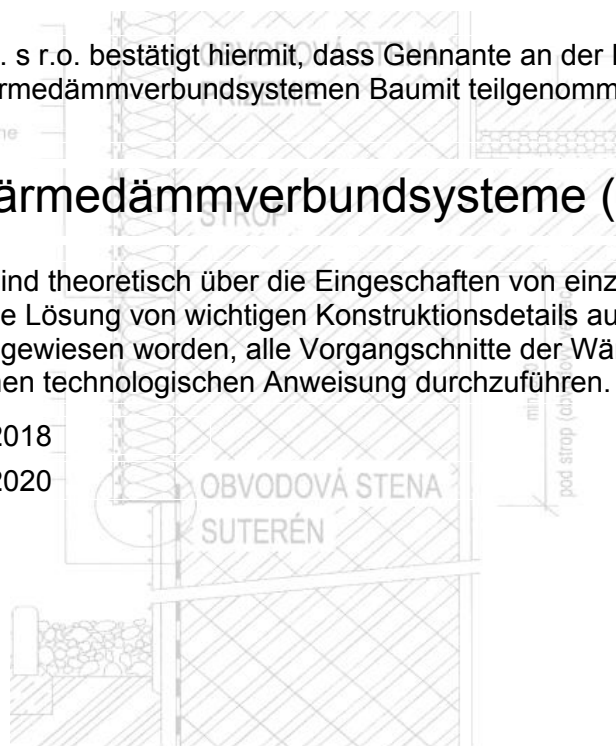 . s r.o. bestätigt hiermit, dass Gennante an der
OBVODOVÁ STENA
rmedämmverbundsystemen Baumit teilgenomm
PRÍZEMIE
ne
ärmedämmverbundsysteme (
STROP
ind theoretisch über die Eingeschaften von einz
e Lösung von wichtigen Konstruktionsdetails au
gewiesen worden, alle Vorgangschnitte der Wä
nen technologischen Anweisung durchzuführen.
min.
pod strop
2018
2020
OBVODOVÁ STENA
SUTERÉN